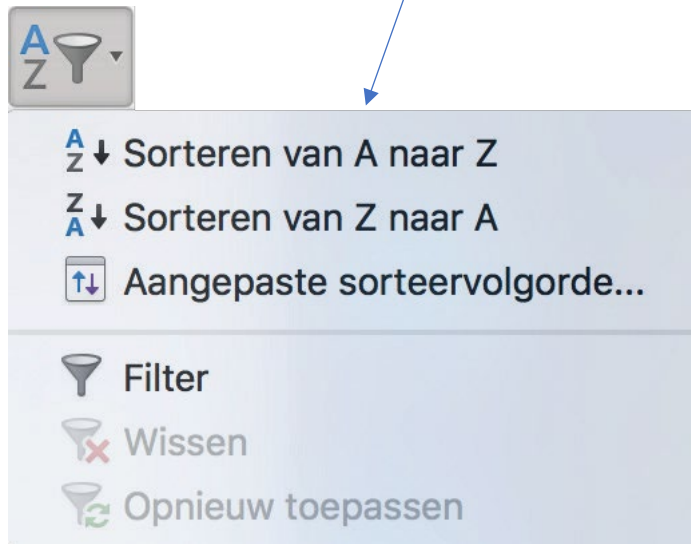 A
Z
A
Z Sorteren van A naar Z
Z
A Sorteren van Z naar A
Aangepaste sorteervolgorde...
Filter
Wissen
Opnieuw toepassen